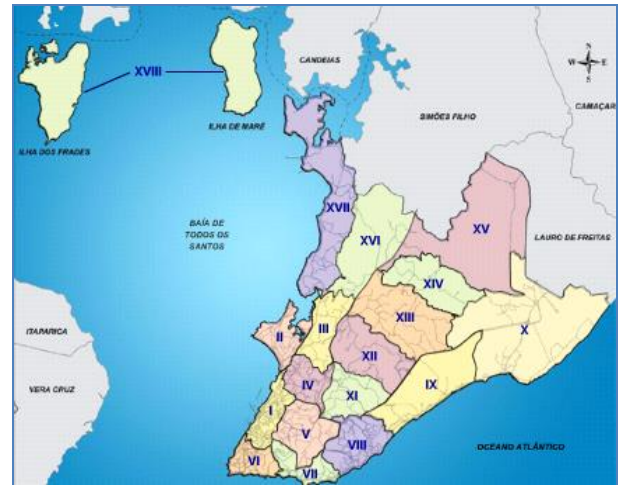 CANDEIAS
N
W E
S
XVIII
CAMAÇARI
SIMÕES FILHO
ILHA DE MARÉ
ILHA DOS FRADES
XVII
XV
BAÍA DE
TODOS OS
SANTOS
XVI
LAURO DE FREITAS
XIV
XIII
ITAPARICA
II
III
X
XII
IX
VERA CRUZ
IV
XI
I
V
VIII
OCEANO ATLÂNTICO
VI
VII